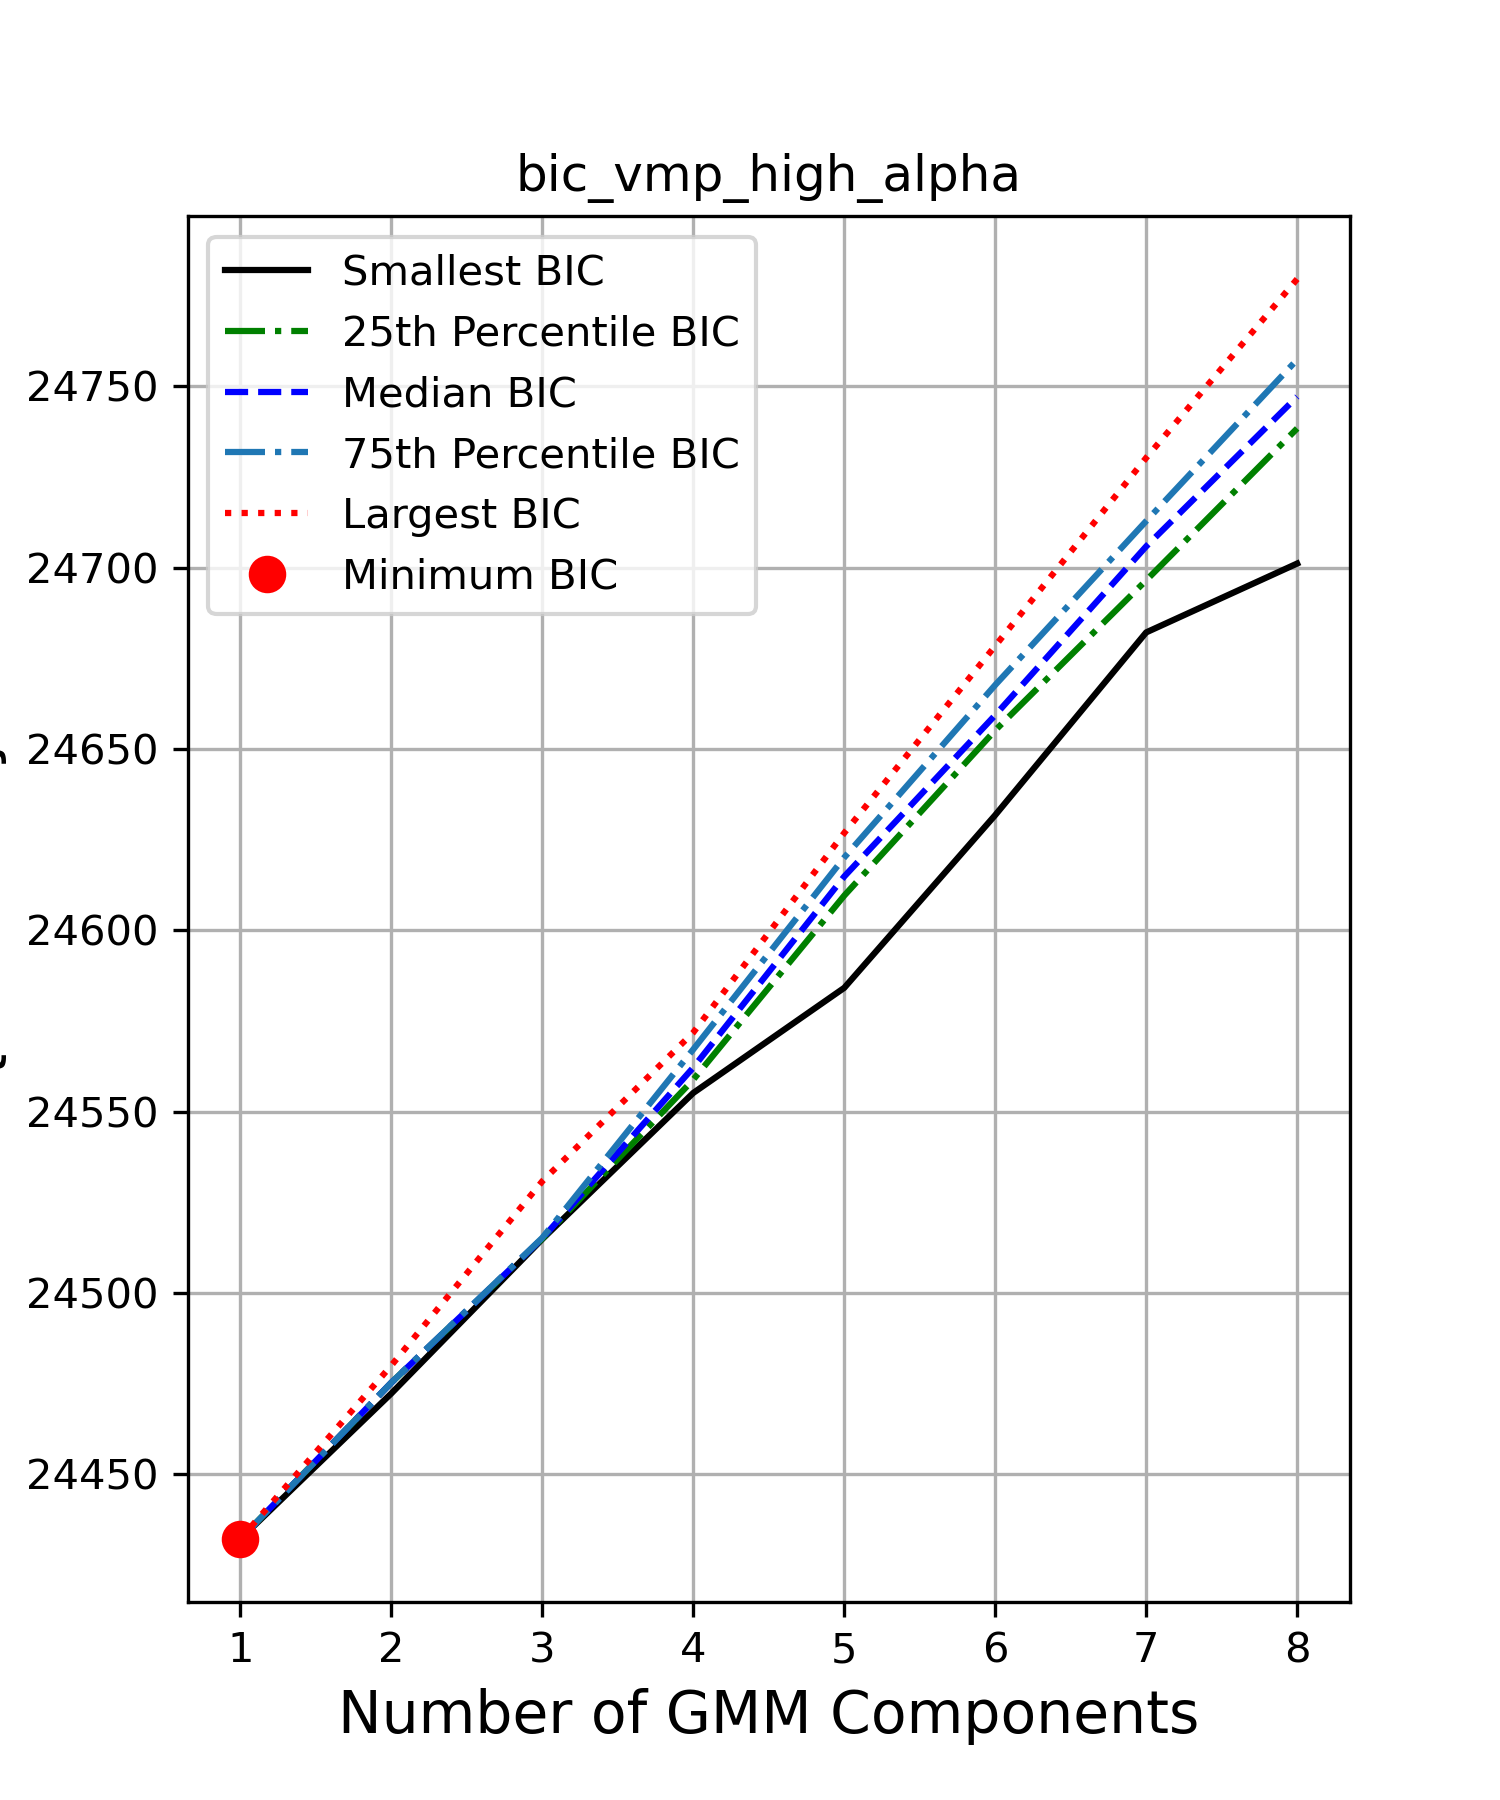 bic_vmp_high_alpha
Smallest BIC
25th Percentile BIC
Median BIC
75th Percentile BIC
Largest BIC
Minimum BIC
24750
24700
24650
24600
24550
24500
24450
1 2 3 4 5 6 7 8
Number of GMM Components